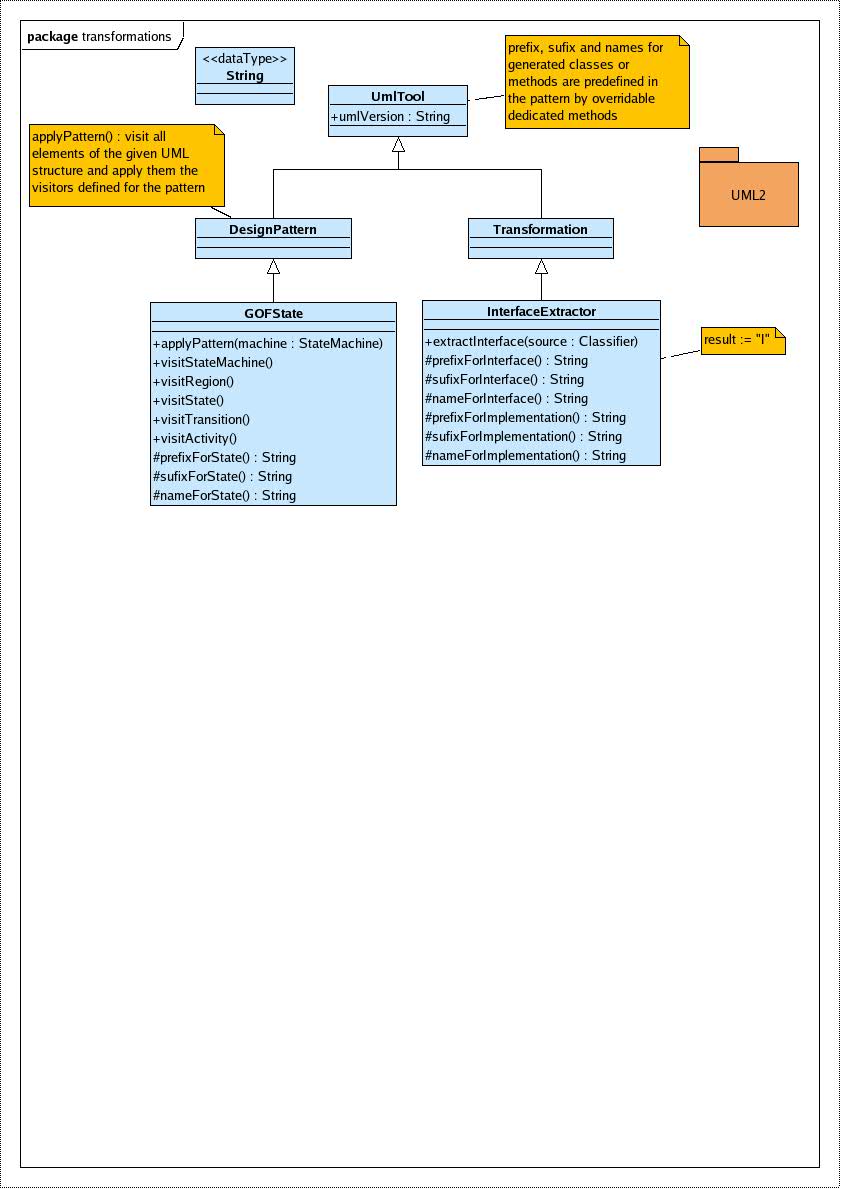 package transformations
<<dataType>>
String
prefix, sufix and names for
generated classes or
methods are predefined in
the pattern by overridable
dedicated methods
UmlTool
+umlVersion : String
applyPattern() : visit all
elements of the given UML
structure and apply them the
visitors defined for the pattern
UML2
DesignPattern
Transformation
GOFState
+applyPattern(machine : StateMachine)
+visitStateMachine()
+visitRegion()
+visitState()
+visitTransition()
+visitActivity()
#prefixForState() : String
#sufixForState() : String
#nameForState() : String
InterfaceExtractor
+extractInterface(source : Classifier)
#prefixForInterface() : String
#sufixForInterface() : String
#nameForInterface() : String
#prefixForImplementation() : String
#sufixForImplementation() : String
#nameForImplementation() : String
result := "I"